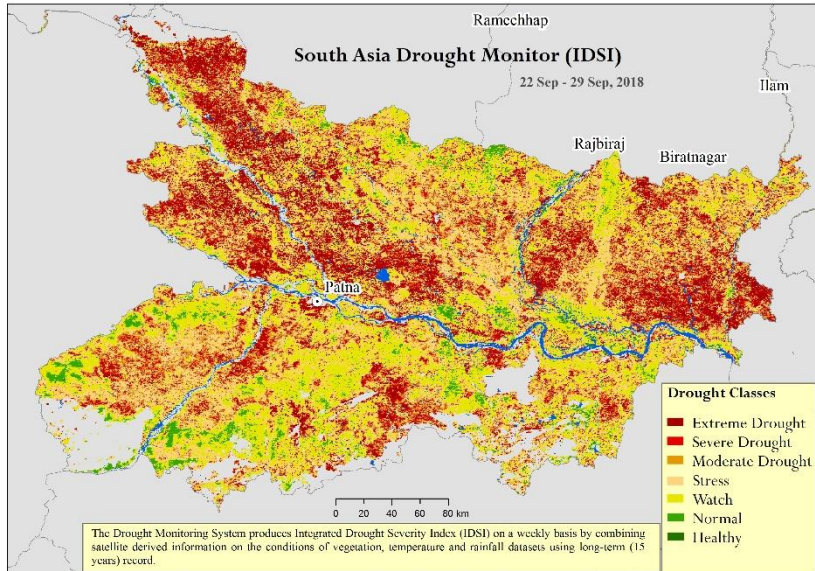 Ramechhap
South Asia Drought Monitor (IDSI)
22 Sep - 29 Sep, 2018
Ilam
Rajbiraj
Biratnagar
Patna
Drought Classes
Extreme Drought
Severe Drought
Moderate Drought
Stress
Watch
Normal
Healthy
0 20 40 60 80 km
The Drought Monitoring System produces Integrated Drought Severity Index (IDSI) on a weekly basis by combining
satellite derived information on the conditions of vegetation, temperature and rainfall datasets using long-term (15
years) record.